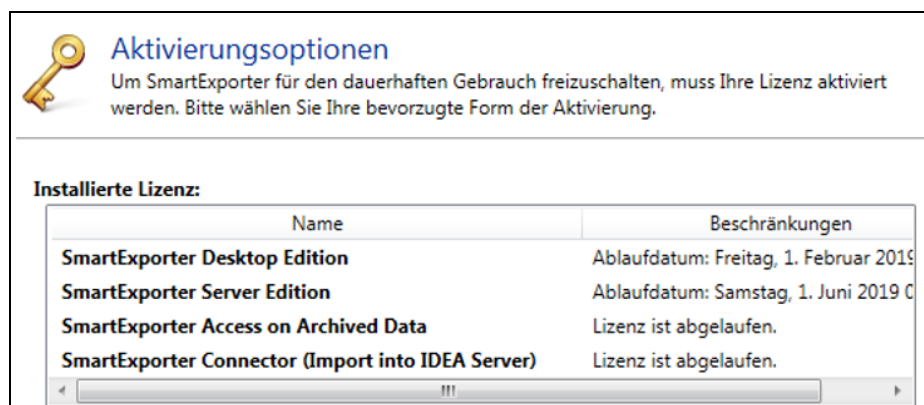 Aktivierungsoptionen
Um SmartExporter für den dauerhaften Gebrauch freizuschalten, muss Ihre Lizenz aktiviert
werden. Bitte wählen Sie Ihre bevorzugte Form der Aktivierung.
Installierte Lizenz:
Name Beschränkungen
SmartExporter Desktop Edition Ablaufdatum: Freitag, 1. Februar 2019
SmartExporter Server Edition Ablaufdatum: Samstag, 1. Juni 2019 0
SmartExporter Access on Archived Data Lizenz ist abgelaufen.
SmartExporter Connector (Import into IDEA Server) Lizenz ist abgelaufen.